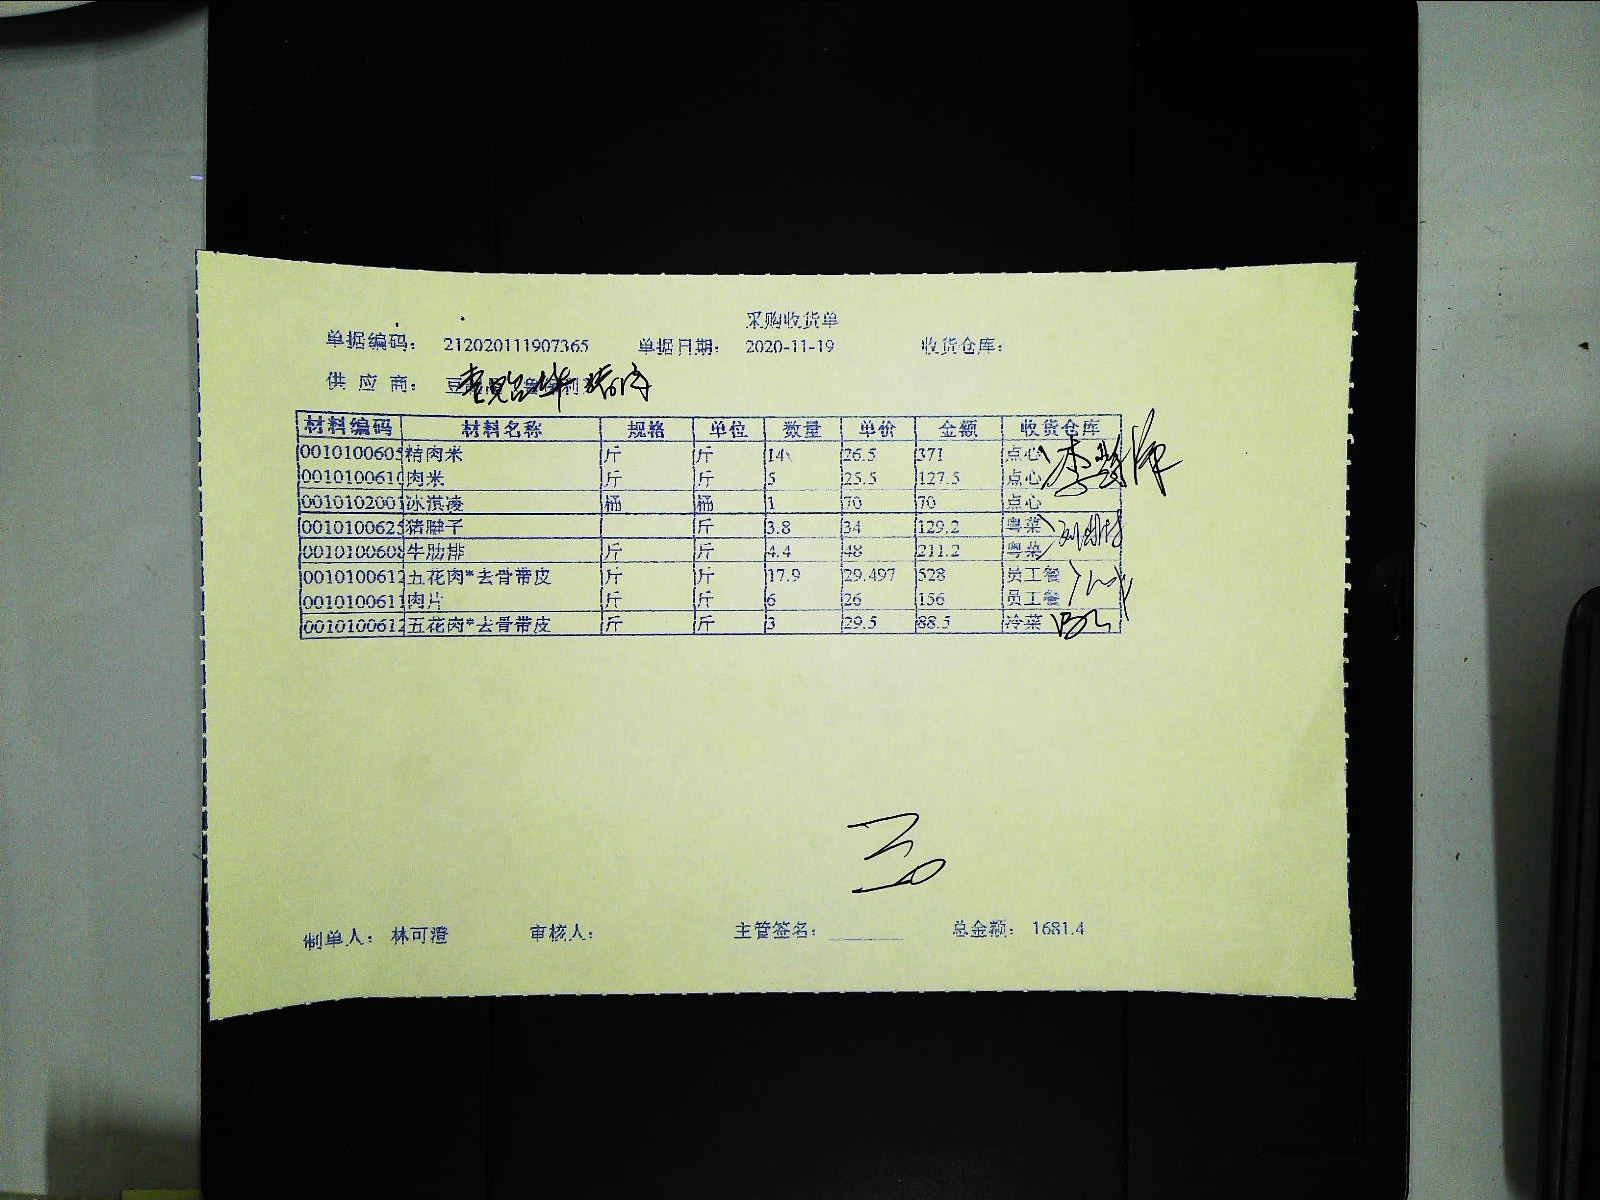 采购收货单
单据编码： 212020111907365 单据日期： 2020-11-19 收货仓库：
供应商：
材料编码 材料名称 规格 单位 数量 单价 金额 收货仓库
0010100605 精肉米 斤 斤 14 26.5 371 点心
0010100610 肉米 斤 斤 5 25.5 127.5 点心
0010102001 冰淇凌 桶 桶 1 70 70 点心
0010100625 猪腱子 斤 3.8 34 129.2 粤菜
0010100608 牛肋排 斤 斤 4.4 48 211.2 粤菜
0010100612 五花肉*去骨带皮 斤 斤 17.9 29.497 528 员工餐
0010100611 肉片 斤 斤 6 26 156 员工餐
0010100612 五花肉*去骨带皮 斤 斤 3 29.5 88.5 冷菜
制单人： 林可澄 审核人： 主管签名： 总金额： 1681.4